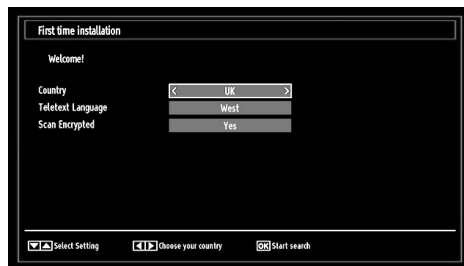 First time installation
Welcome!
Country < UK >
Teletext Language West
Scan Encrypted Yes
▼▲ Select Setting ◀▶ Choose your country OK Start search